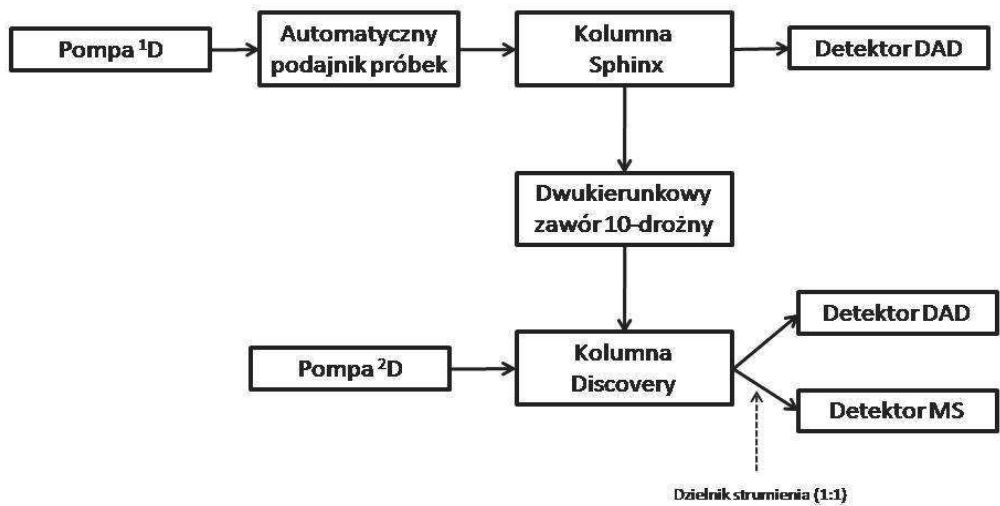 Pompa ¹D
Automatyczny
podajnik próbek
Kolumna
Sphinx
Detektor DAD
Dwukierunkowy
zawór 10-drożny
Pompa ²D
Kolumna
Discovery
Detektor DAD
Detektor MS
Dzielnik strumienia (1:1)